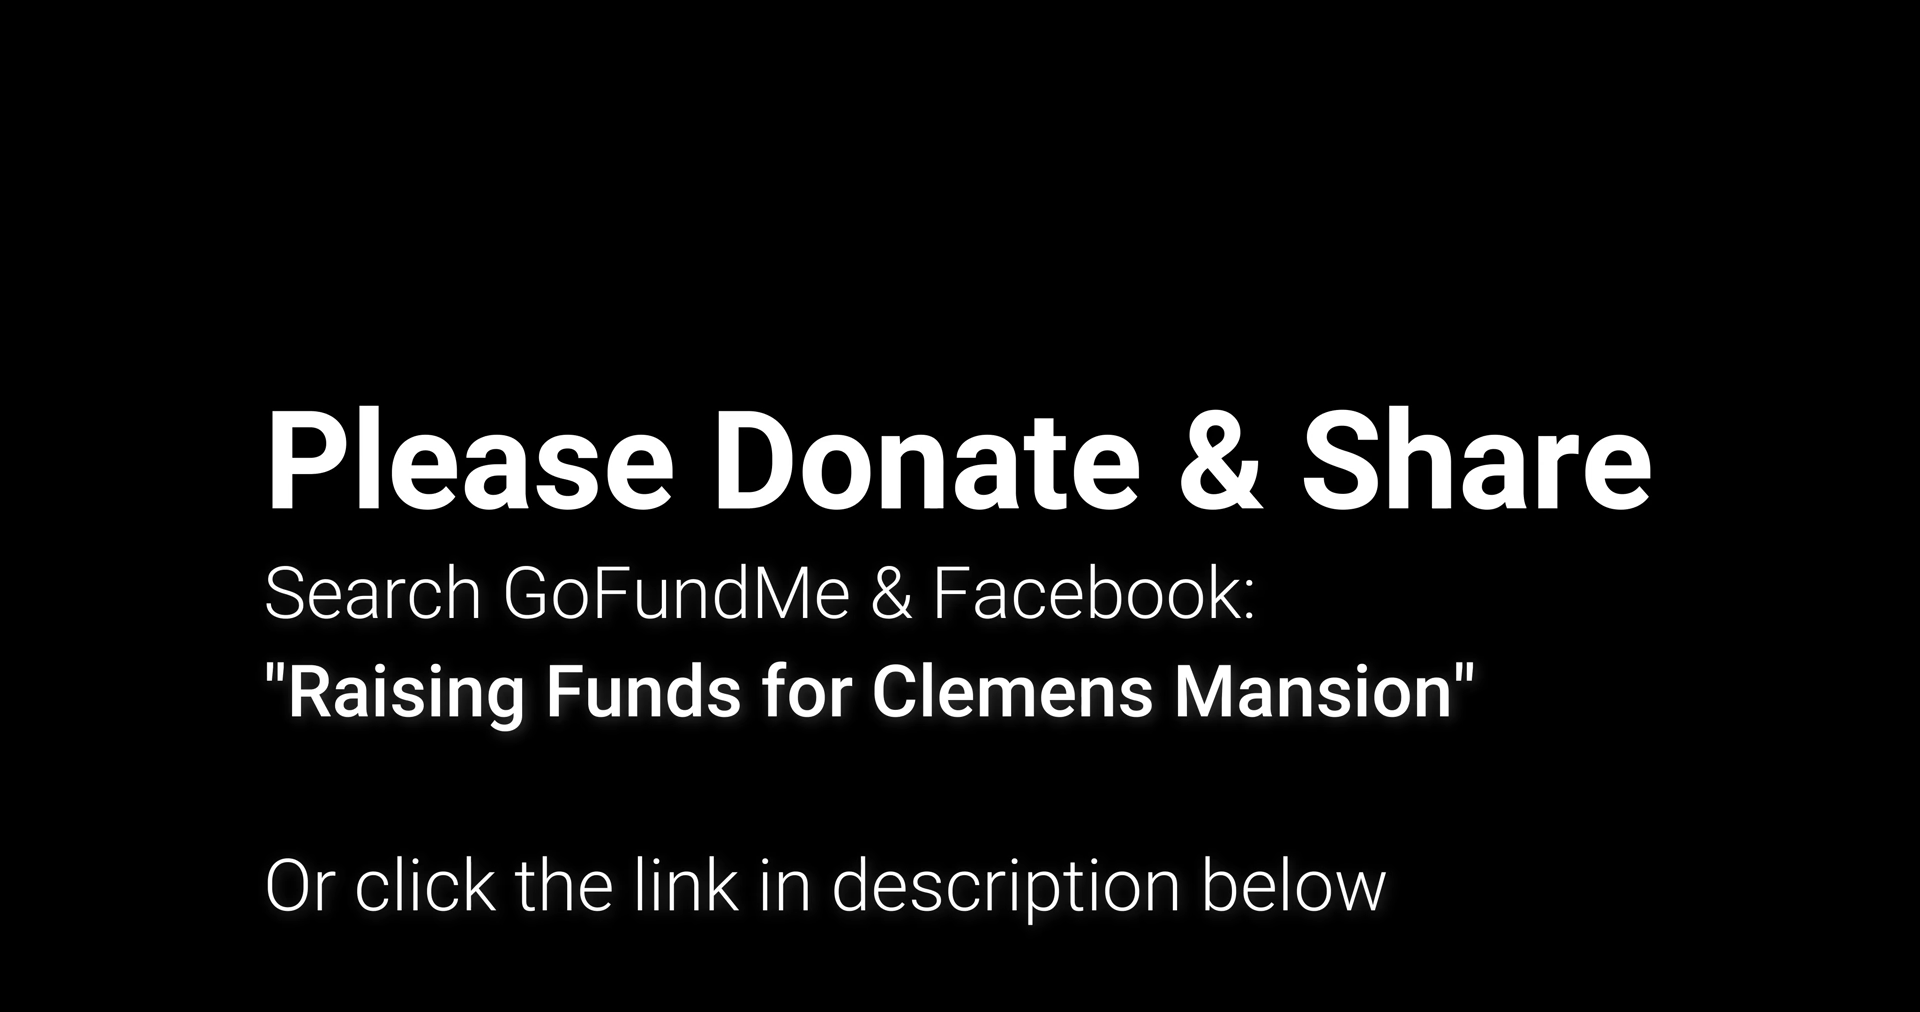 Please Donate & Share
Search GoFundMe & Facebook:
"Raising Funds for Clemens Mansion"
Or click the link in description below